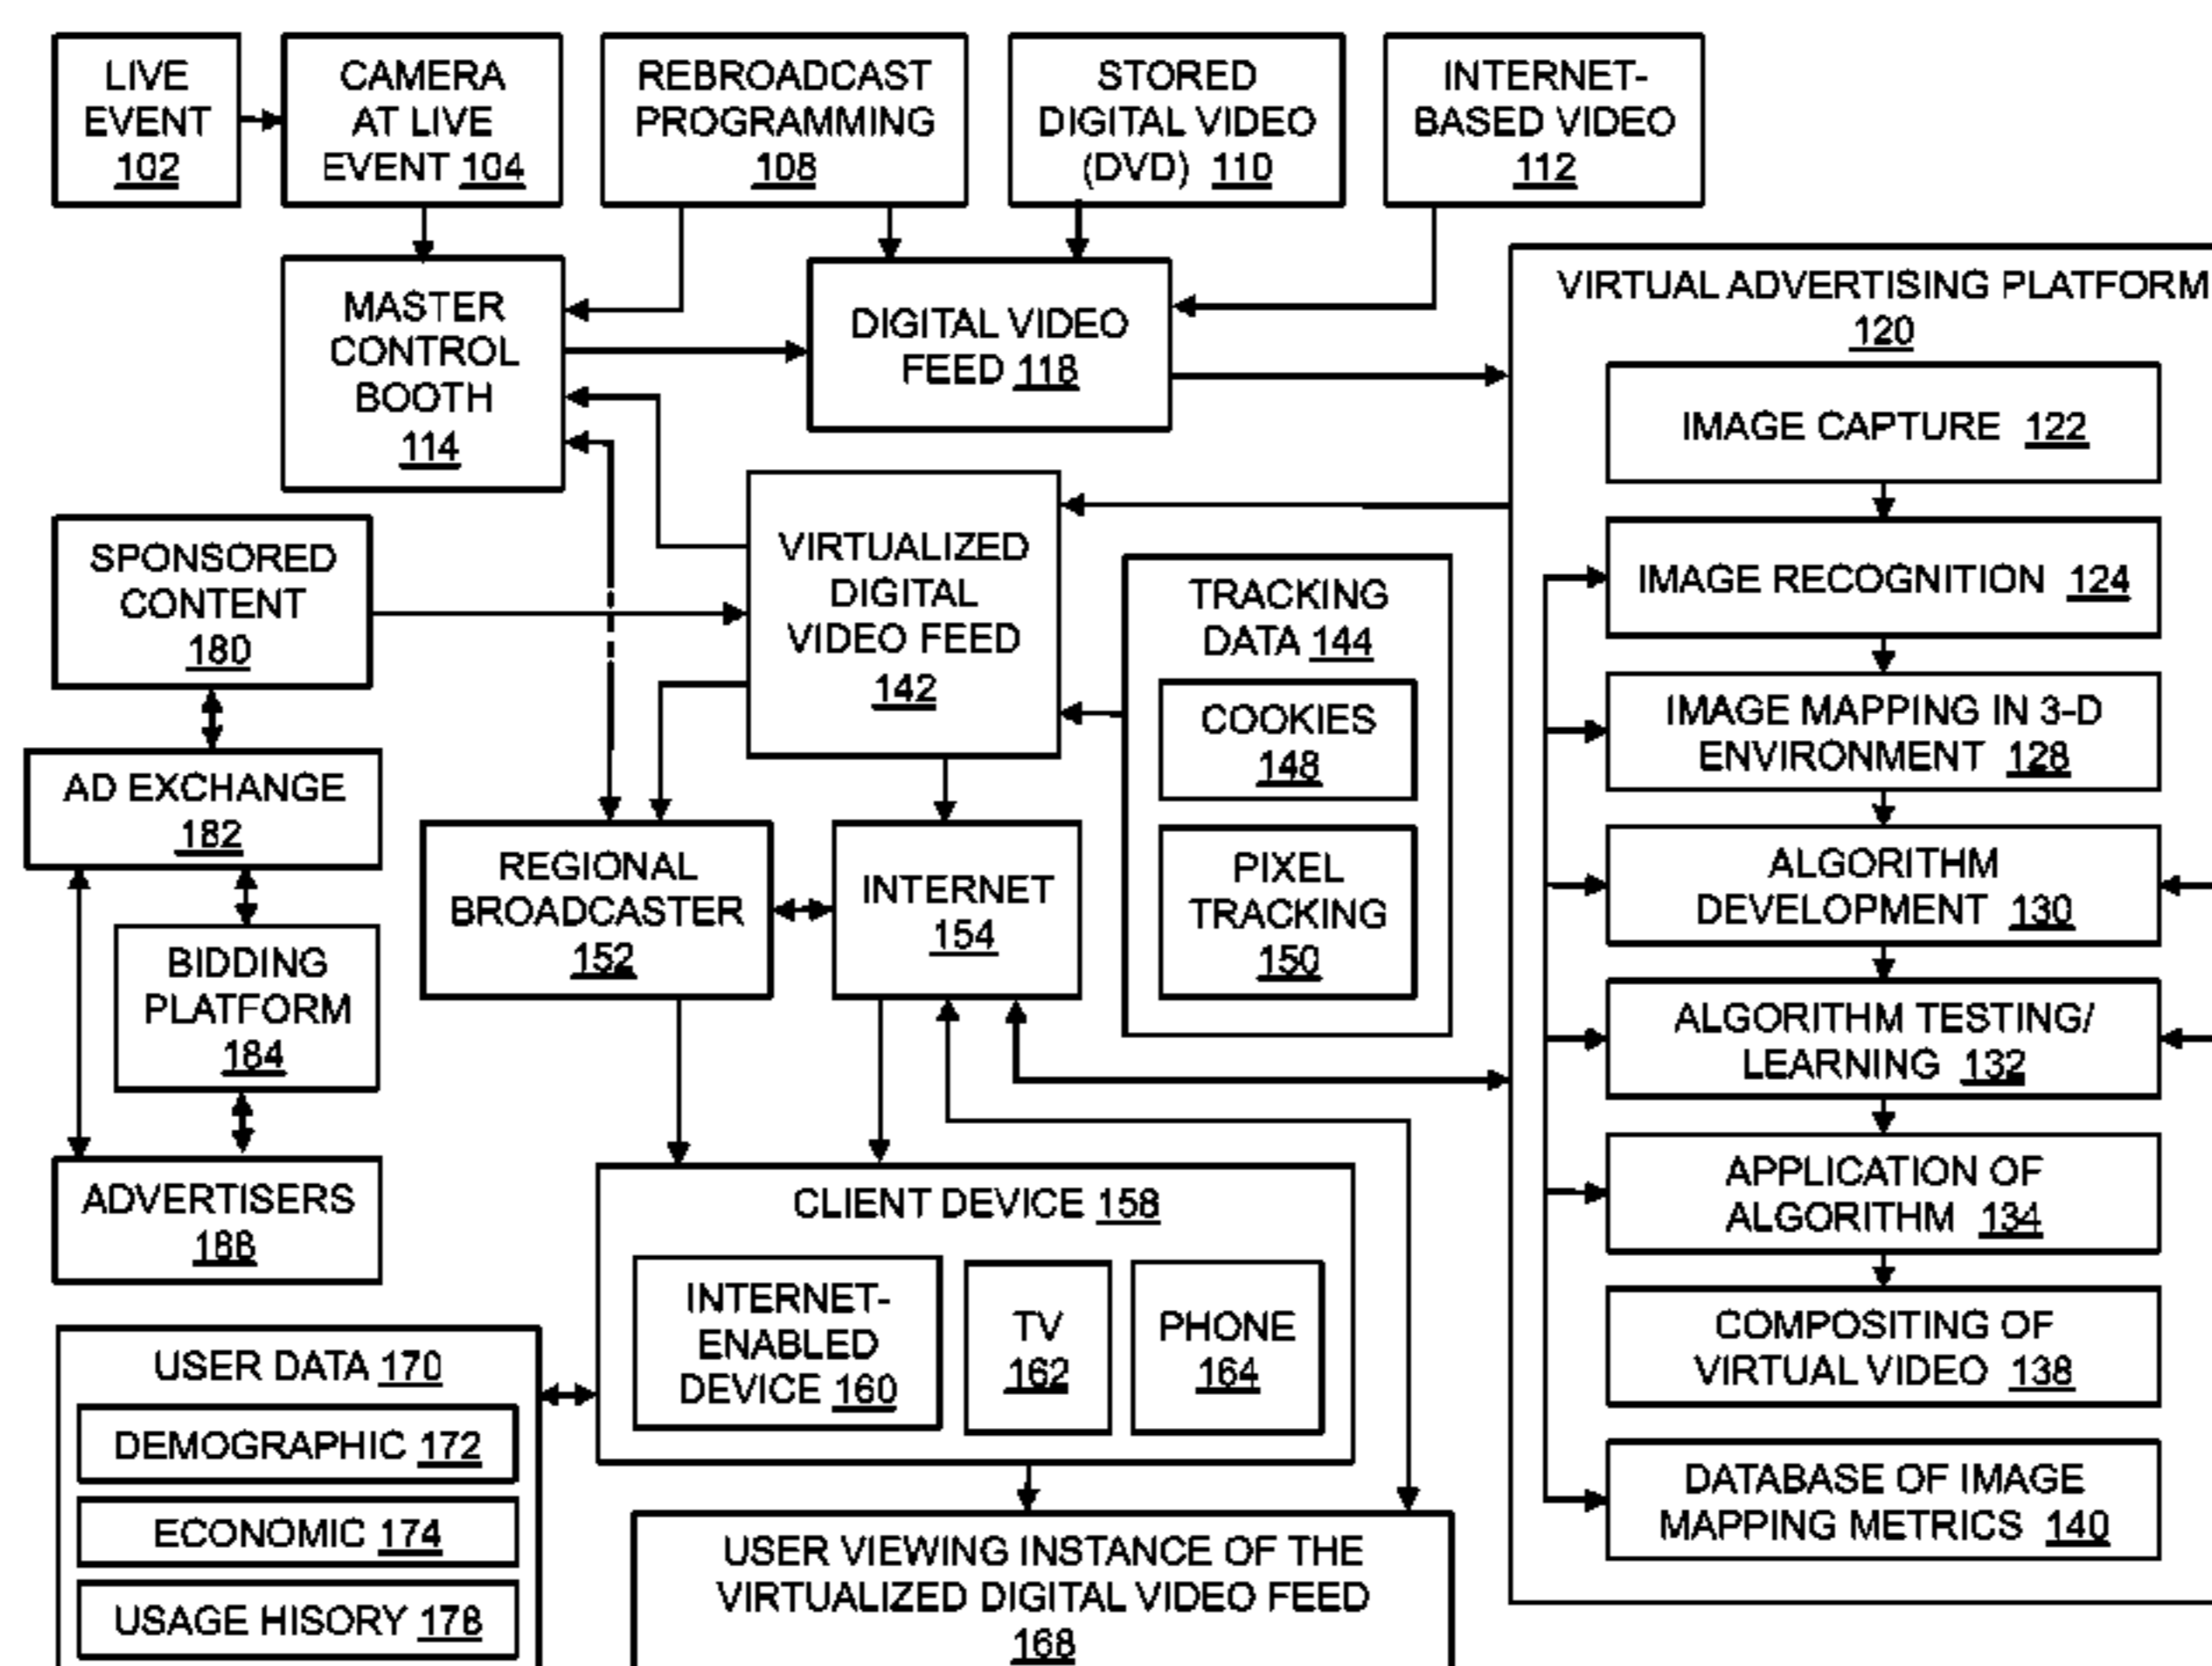 LIVE
EVENT
102
CAMERA
AT LIVE
EVENT 104
REBROADCAST
PROGRAMMING
108
STORED
DIGITAL VIDEO
(DVD) 110
INTERNET-
BASED VIDEO
112
MASTER
CONTROL
BOOTH
114
DIGITAL VIDEO
FEED 118
VIRTUAL ADVERTISING PLATFORM
120
IMAGE CAPTURE 122
IMAGE RECOGNITION 124
IMAGE MAPPING IN 3-D
ENVIRONMENT 128
ALGORITHM
DEVELOPMENT 130
ALGORITHM TESTING/
LEARNING 132
APPLICATION OF
ALGORITHM 134
COMPOSITING OF
VIRTUAL VIDEO 138
DATABASE OF IMAGE
MAPPING METRICS 140
SPONSORED
CONTENT
180
VIRTUALIZED
DIGITAL
VIDEO FEED
142
TRACKING
DATA 144
COOKIES
148
PIXEL
TRACKING
150
AD EXCHANGE
182
REGIONAL
BROADCASTER
152
INTERNET
154
BIDDING
PLATFORM
184
ADVERTISERS
188
CLIENT DEVICE 158
INTERNET-
ENABLED
DEVICE 160
TV
162
PHONE
164
USER DATA 170
DEMOGRAPHIC 172
ECONOMIC 174
USAGE HISORY 178
USER VIEWING INSTANCE OF THE
VIRTUALIZED DIGITAL VIDEO FEED
168